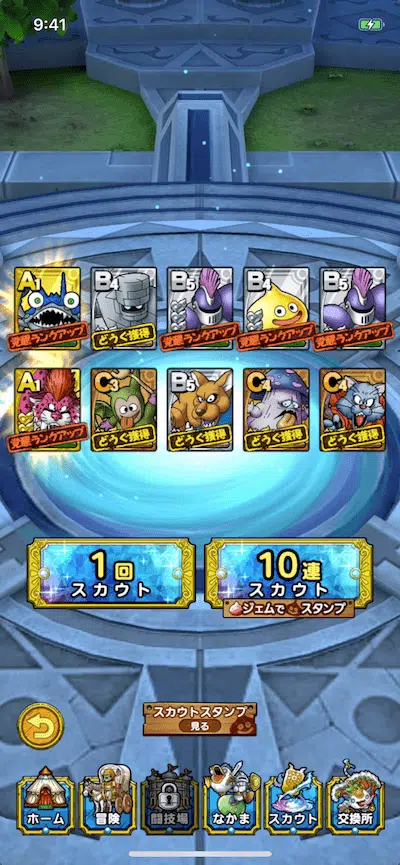 9:41
A1
B4
B5
B4
B5
覚醒ランクアップ
どうぐ獲得
覚醒ランクアップ
覚醒ランクアップ
覚醒ランクアップ
A1
C3
B5
C4
C4
覚醒ランクアップ
どうぐ獲得
どうぐ獲得
どうぐ獲得
どうぐ獲得
1回
スカウト
10連
スカウト
ジェムで スタンプ
スカウトスタンプ
見る
ホーム
冒険
闘技場
なかま
スカウト
交換所